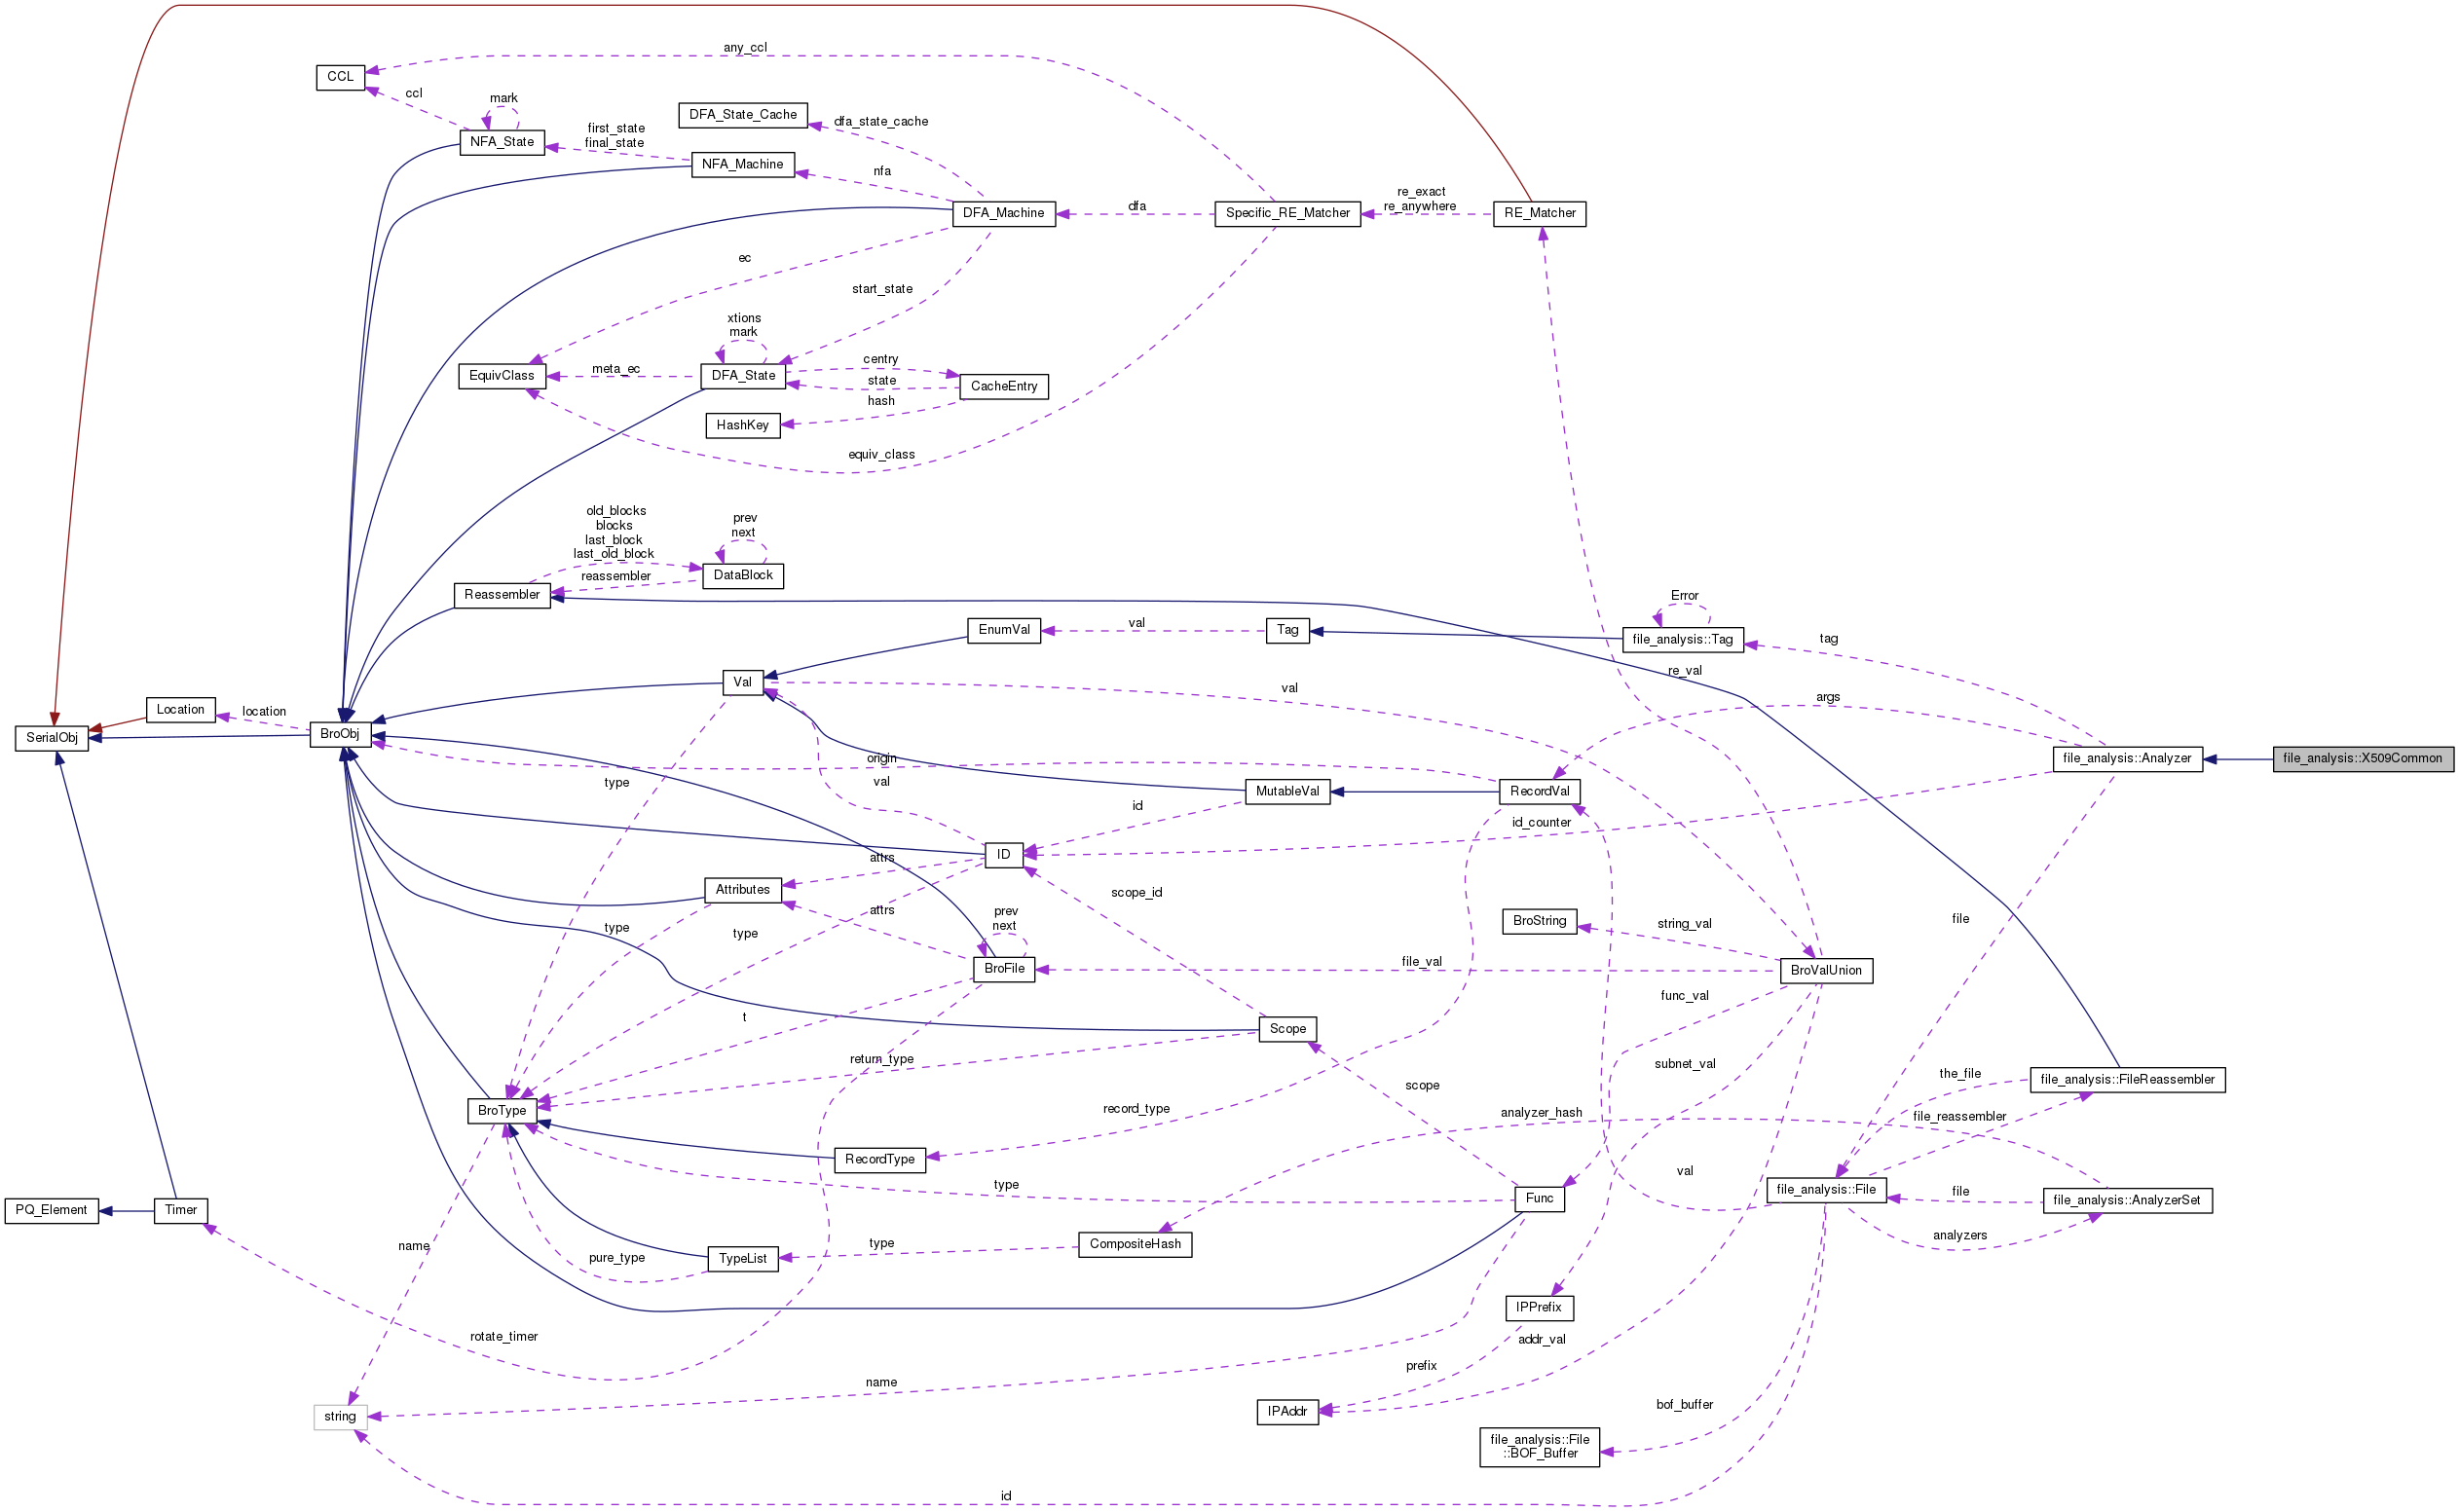 any_ccl
CCL
ccl
mark
NFA_State
first_state
final_state
DFA_State_Cache
dfa_state_cache
NFA_Machine
nfa
DFA_Machine
dfa
Specific_RE_Matcher
re_exact
re_anywhere
RE_Matcher
ec
start_state
xtions
mark
EquivClass
meta_ec
DFA_State
centry
state
CacheEntry
hash
HashKey
equiv_class
old_blocks
blocks
last_block
last_old_block
prev
next
reassembler
DataBlock
Reassembler
EnumVal
val
Tag
Error
file_analysis::Tag
tag
re_val
Val
val
args
Location
location
SerialObj
BroObj
origin
val
type
MutableVal
RecordVal
file_analysis::Analyzer
file_analysis::X509Common
id
id_counter
ID
attrs
Attributes
scope_id
attrs
type
type
prev
next
BroFile
BroString
string_val
file_val
BroValUnion
file
func_val
t
Scope
return_type
subnet_val
the_file
file_analysis::FileReassembler
scope
BroType
record_type
analyzer_hash
file_reassembler
RecordType
val
type
Func
file_analysis::File
file
file_analysis::AnalyzerSet
PQ_Element
Timer
name
pure_type
TypeList
type
CompositeHash
analyzers
IPPrefix
rotate_timer
addr_val
prefix
name
string
IPAddr
bof_buffer
file_analysis::File
::BOF_Buffer
id